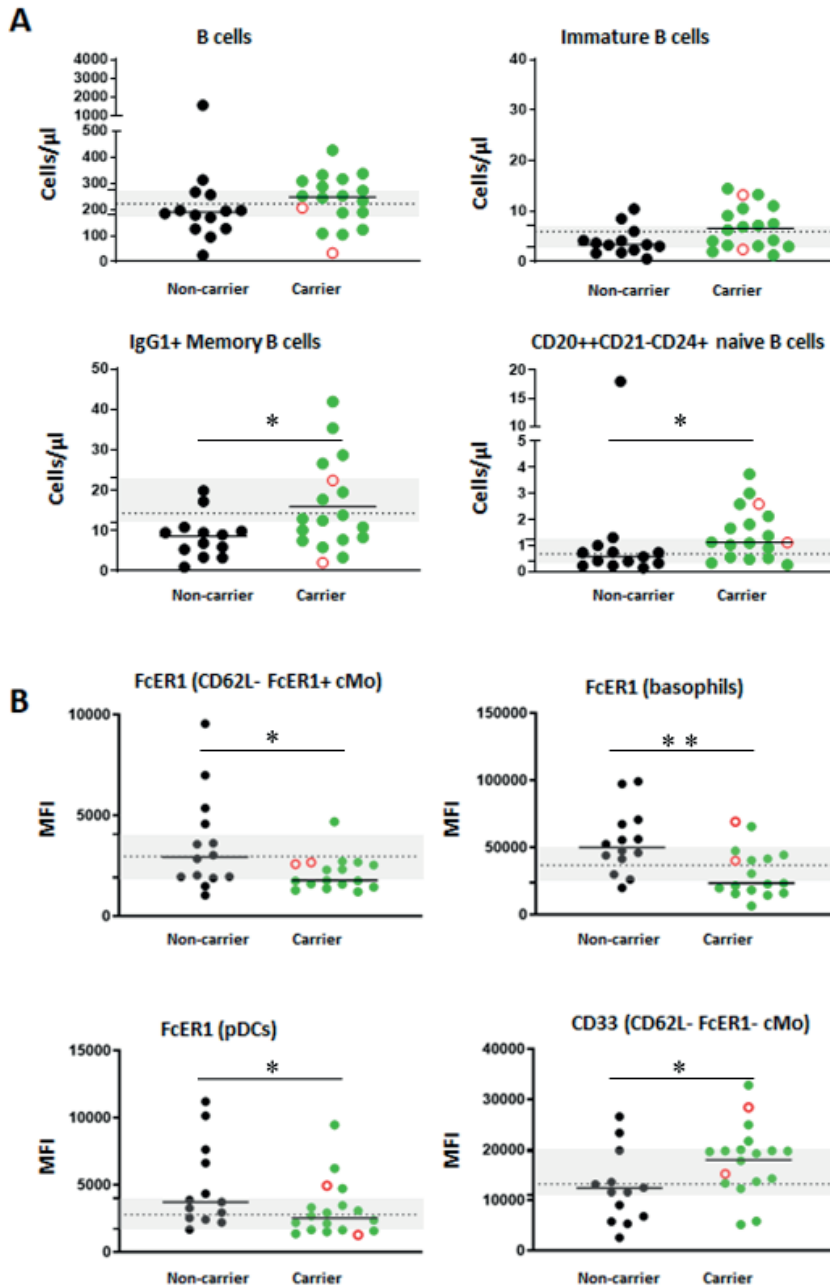 A
B cells
Immature B cells
Cells/µl
4000
3000
2000
1000
500
400
300
200
100
0
Non-carrier Carrier
40
20
10
5
0
Non-carrier Carrier
IgG1+ Memory B cells
CD20++CD21-CD24+ naive B cells
Cells/µl
50
40
30
20
10
0
*
Non-carrier Carrier
Cells/µl
20
15
10
5
4
3
2
1
0
*
Non-carrier Carrier
B
FcER1 (CD62L- FcER1+ cMo)
FcER1 (basophils)
MFI
10000
5000
0
*
Non-carrier Carrier
MFI
150000
100000
50000
0
* *
Non-carrier Carrier
FcER1 (pDCs)
CD33 (CD62L- FcER1- cMo)
MFI
15000
10000
5000
0
*
Non-carrier Carrier
MFI
40000
30000
20000
10000
0
*
Non-carrier Carrier